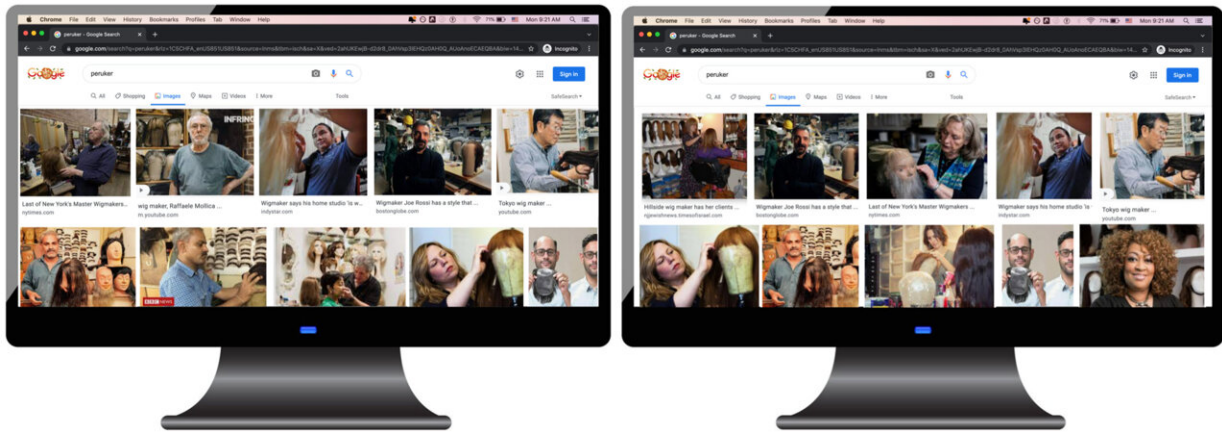 Chrome File Edit View History Bookmarks Profiles Tab Window Help
71% Mon 9:21 AM
peruker - Google Search
Incognito
Google
peruker
Sign in
All Shopping Images Maps Videos More Tools
SafeSearch
INFRING
Last of New York's Master Wigmakers...
nytimes.com
wig maker, Raffaele Mollica ...
m.youtube.com
Wigmaker says his home studio 'is w...
indystar.com
Wigmaker Joe Rossi has a style that ...
bostonglobe.com
Tokyo wig maker ...
youtube.com
BBC NEWS
Chrome File Edit View History Bookmarks Profiles Tab Window Help
71% Mon 9:21 AM
peruker - Google Search
Incognito
Google
peruker
Sign in
All Shopping Images Maps Videos More Tools
SafeSearch
Hillside wig maker has her clients ...
njjewishnews.timesofisrael.com
Wigmaker Joe Rossi has a style that ...
bostonglobe.com
Last of New York's Master Wigmakers ...
nytimes.com
Wigmaker says his home studio 'is
indystar.com
Tokyo wig maker ...
youtube.com